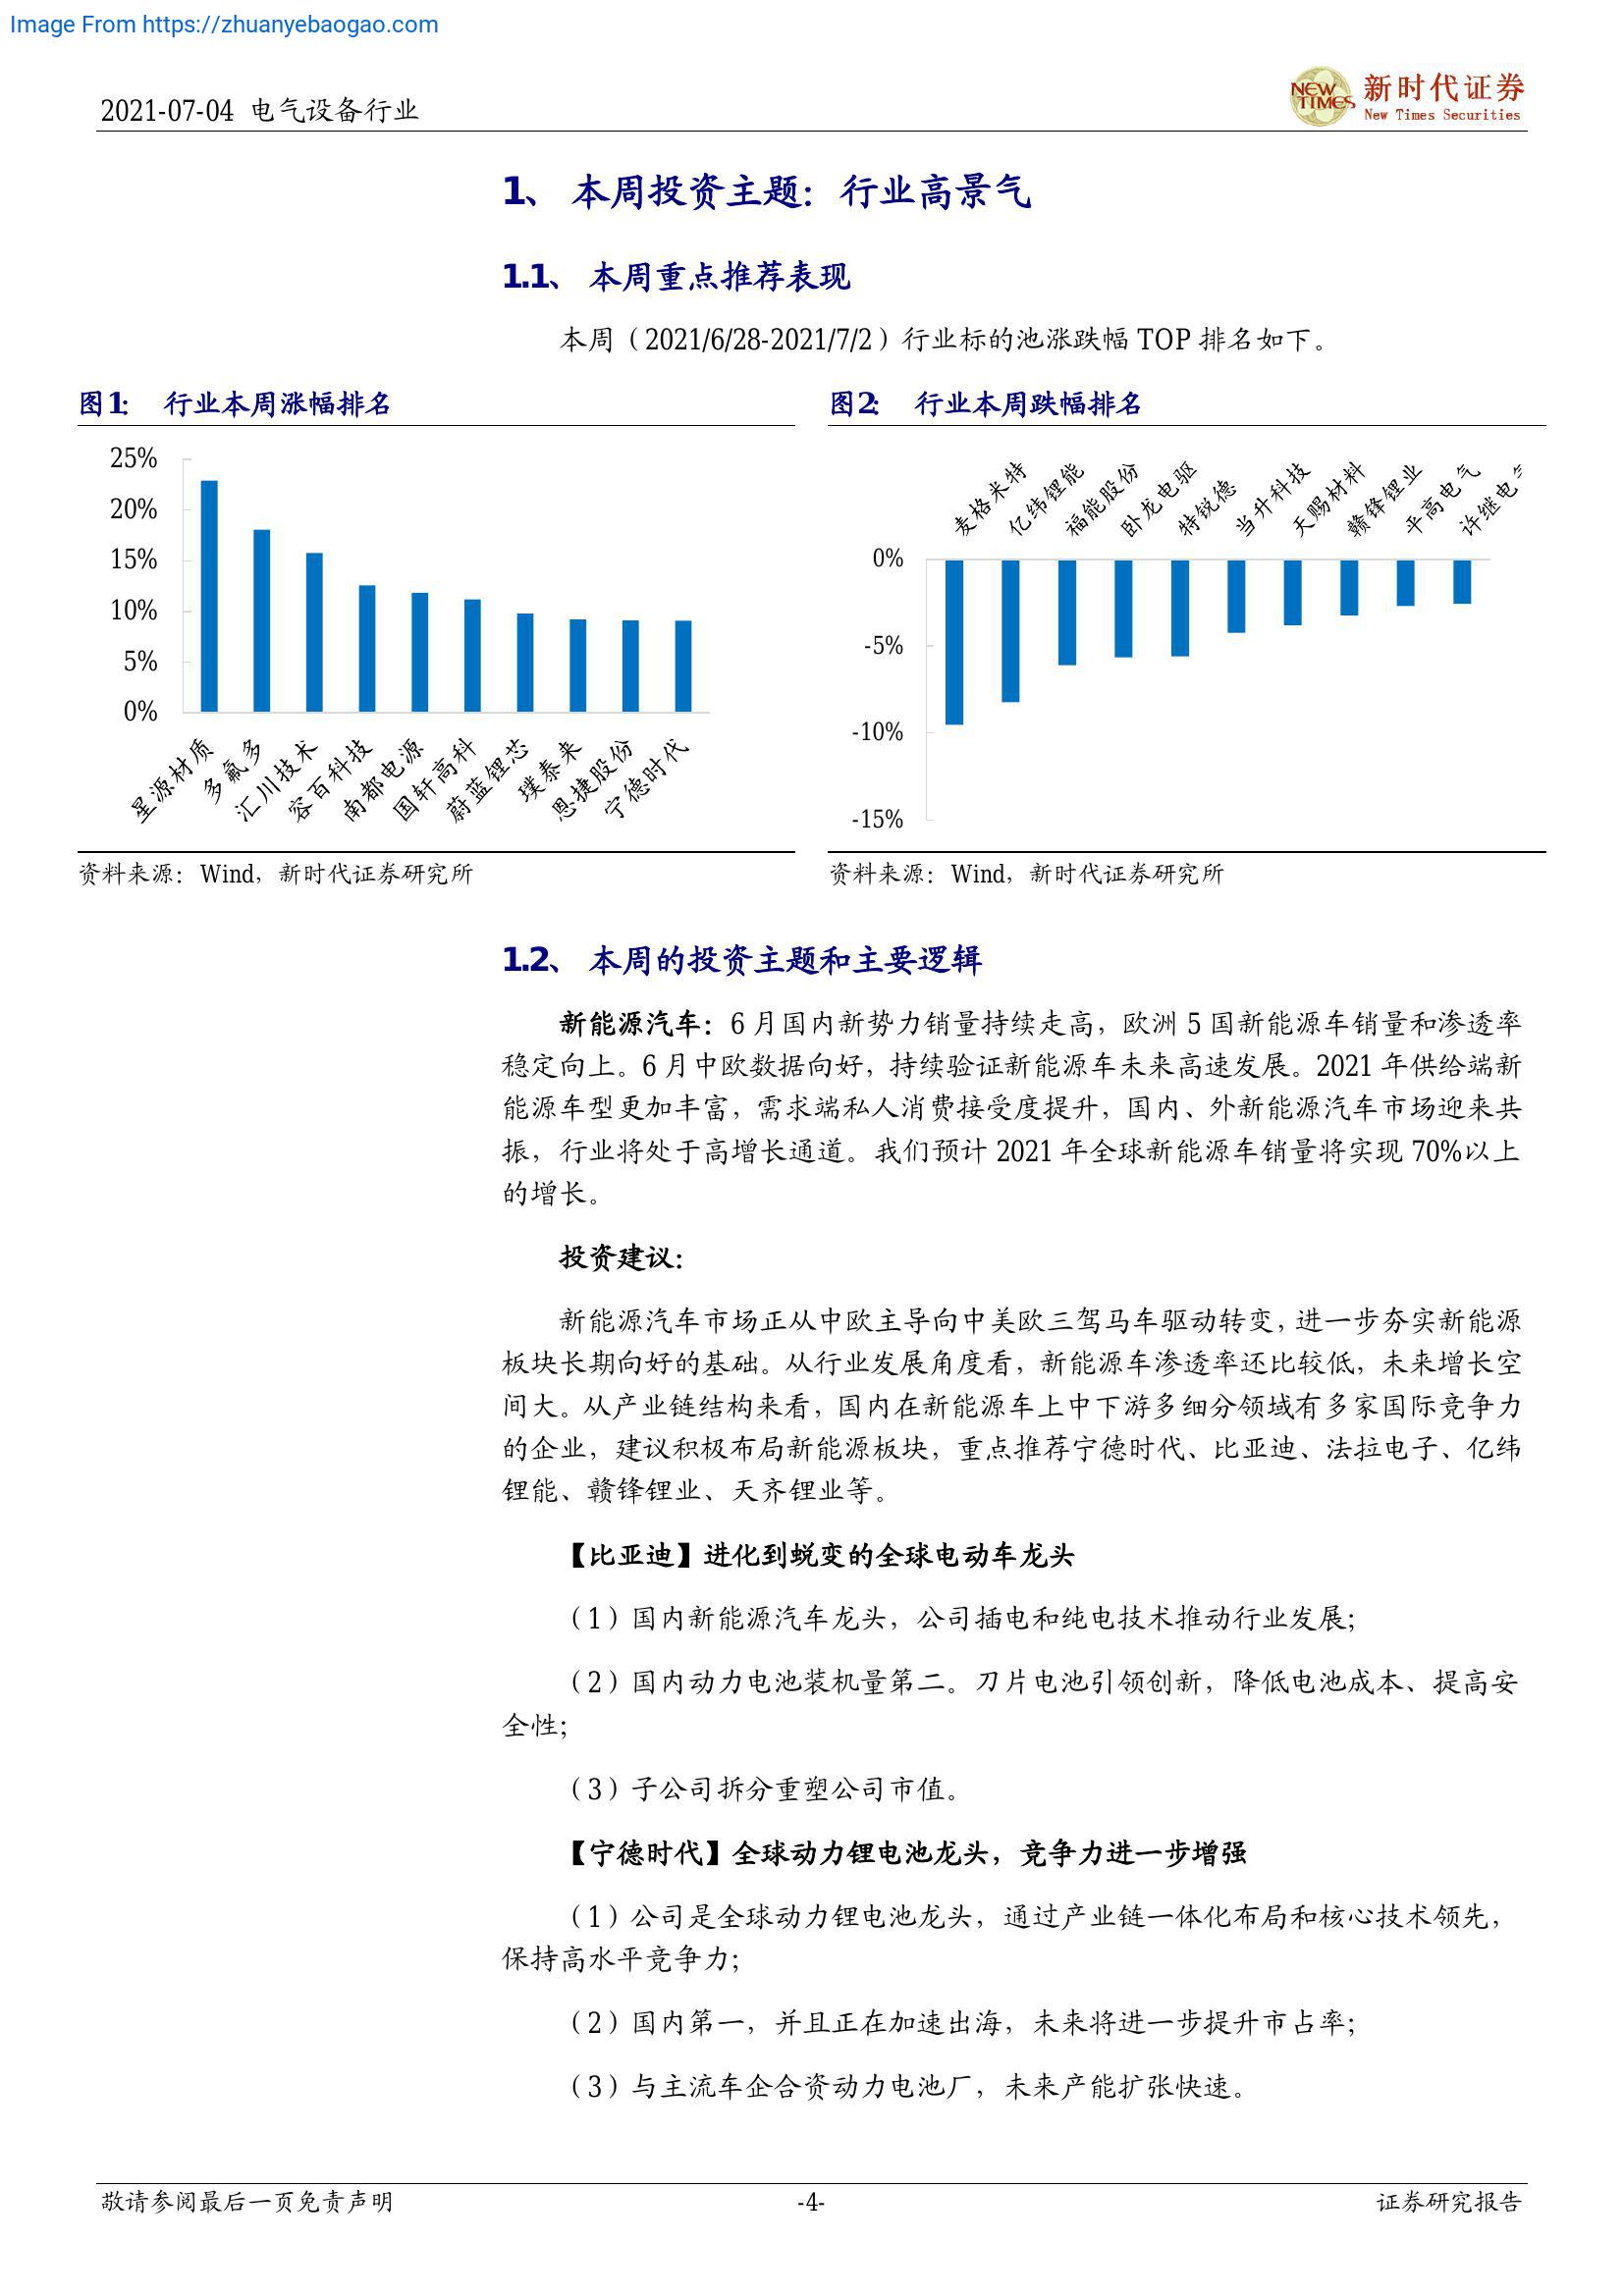 Image From https://zhuanyebaogao.com
2021-07-04 电气设备行业
NEW TIMES
新时代证券
New Times Securities
1、 本周投资主题：行业高景气
1.1、 本周重点推荐表现
本周（2021/6/28-2021/7/2）行业标的池涨跌幅 TOP 排名如下。
图1： 行业本周涨幅排名
25%
20%
15%
10%
5%
0%
星源材质
多氟多
汇川技术
容百科技
南都电源
国轩高科
蔚蓝锂芯
璞泰来
恩捷股份
宁德时代
资料来源：Wind，新时代证券研究所
图2： 行业本周跌幅排名
麦格米特
亿纬锂能
福能股份
卧龙电驱
特锐德
当升科技
天赐材料
赣锋锂业
平高电气
许继电气
0%
-5%
-10%
-15%
资料来源：Wind，新时代证券研究所
1.2、 本周的投资主题和主要逻辑
新能源汽车：6 月国内新势力销量持续走高，欧洲 5 国新能源车销量和渗透率
稳定向上。6 月中欧数据向好，持续验证新能源车未来高速发展。2021 年供给端新
能源车型更加丰富，需求端私人消费接受度提升，国内、外新能源汽车市场迎来共
振，行业将处于高增长通道。我们预计 2021 年全球新能源车销量将实现 70%以上
的增长。
投资建议：
新能源汽车市场正从中欧主导向中美欧三驾马车驱动转变，进一步夯实新能源
板块长期向好的基础。从行业发展角度看，新能源车渗透率还比较低，未来增长空
间大。从产业链结构来看，国内在新能源车上中下游多细分领域有多家国际竞争力
的企业，建议积极布局新能源板块，重点推荐宁德时代、比亚迪、法拉电子、亿纬
锂能、赣锋锂业、天齐锂业等。
【比亚迪】进化到蜕变的全球电动车龙头
（1）国内新能源汽车龙头，公司插电和纯电技术推动行业发展；
（2）国内动力电池装机量第二。刀片电池引领创新，降低电池成本、提高安
全性；
（3）子公司拆分重塑公司市值。
【宁德时代】全球动力锂电池龙头，竞争力进一步增强
（1）公司是全球动力锂电池龙头，通过产业链一体化布局和核心技术领先，
保持高水平竞争力；
（2）国内第一，并且正在加速出海，未来将进一步提升市占率；
（3）与主流车企合资动力电池厂，未来产能扩张快速。
敬请参阅最后一页免责声明
-4-
证券研究报告